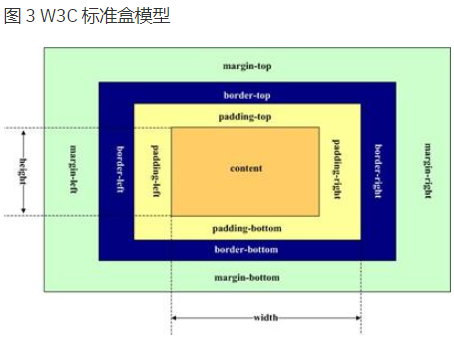 图 3 W3C 标准盒模型
margin-top
border-top
padding-top
height
margin-left
border-left
padding-left
content
padding-right
border-right
margin-right
padding-bottom
border-bottom
margin-bottom
width